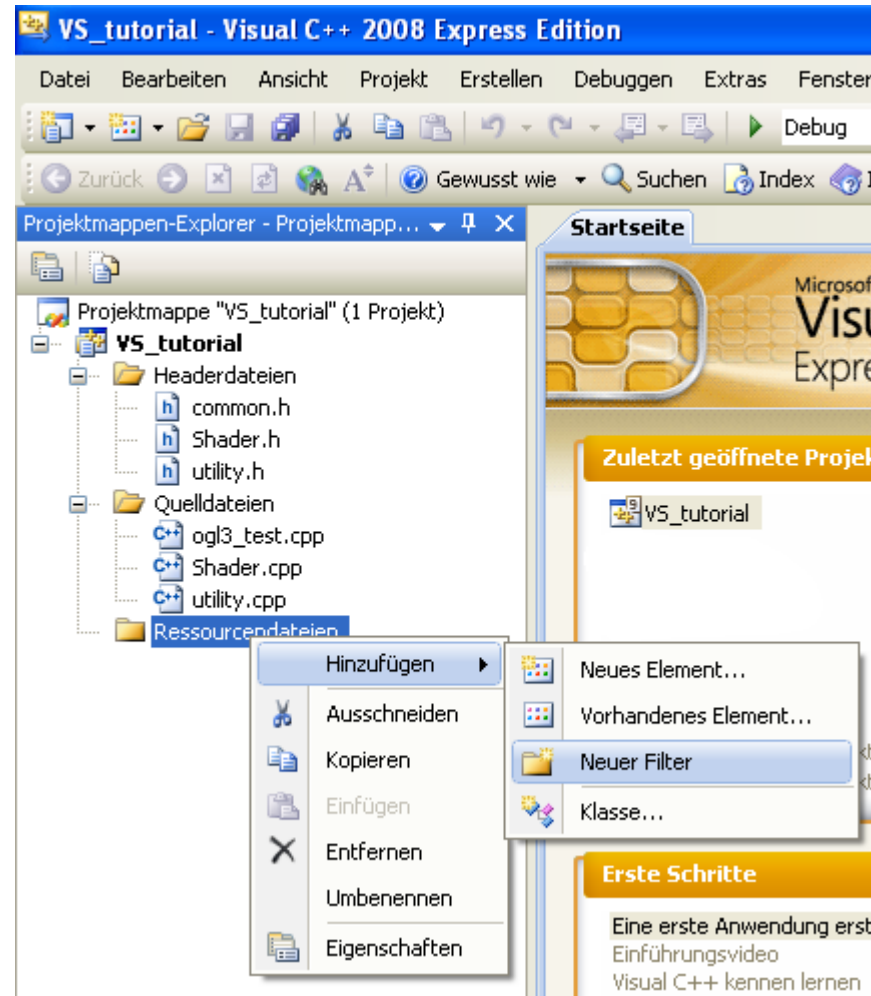 VS_tutorial - Visual C++ 2008 Express Edition
Datei Bearbeiten Ansicht Projekt Erstellen Debuggen Extras Fenster
Debug
Zurück Gewusst wie Suchen Index
Projektmappen-Explorer - Projektmapp...
Startseite
Projektmappe "VS_tutorial" (1 Projekt)
VS_tutorial
Headerdateien
common.h
Shader.h
utility.h
Quelldateien
ogl3_test.cpp
Shader.cpp
utility.cpp
Ressourcendateien
Microsof
Visu
Expre
Zuletzt geöffnete Projek
VS_tutorial
Hinzufügen
Ausschneiden
Kopieren
Einfügen
Entfernen
Umbenennen
Eigenschaften
Neues Element...
Vorhandenes Element...
Neuer Filter
Klasse...
Erste Schritte
Eine erste Anwendung erst
Einführungsvideo
Visual C++ kennen lernen